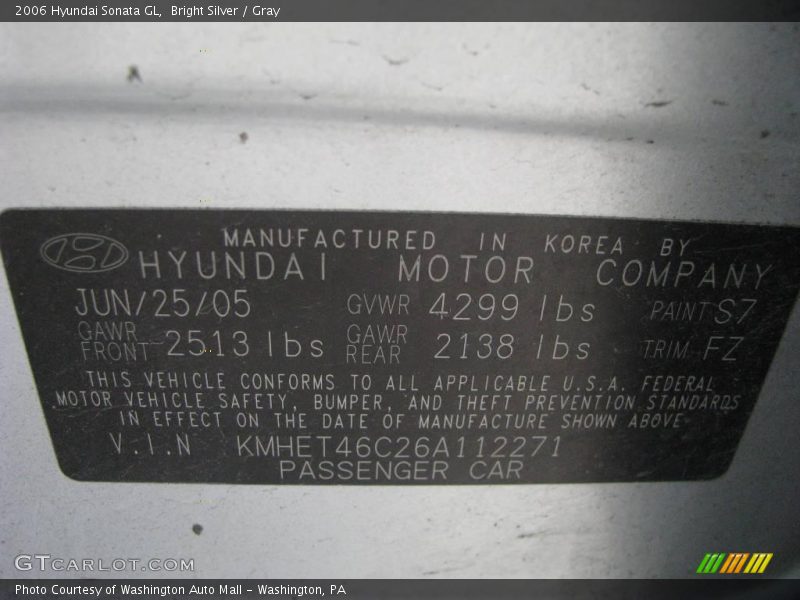 2006 Hyundai Sonata GL,  Bright Silver / Gray
MANUFACTURED IN KOREA BY
HYUNDAI MOTOR COMPANY
JUN/25/05 GVWR 4299 lbs PAINT S7
GAWR FRONT 2513 lbs GAWR REAR 2138 lbs TRIM FZ
THIS VEHICLE CONFORMS TO ALL APPLICABLE U.S.A. FEDERAL
MOTOR VEHICLE SAFETY, BUMPER, AND THEFT PREVENTION STANDARDS
IN EFFECT ON THE DATE OF MANUFACTURE SHOWN ABOVE
V.I.N KMHET46C26A112271
PASSENGER CAR
GTCARLOT.COM
Photo Courtesy of Washington Auto Mall - Washington, PA